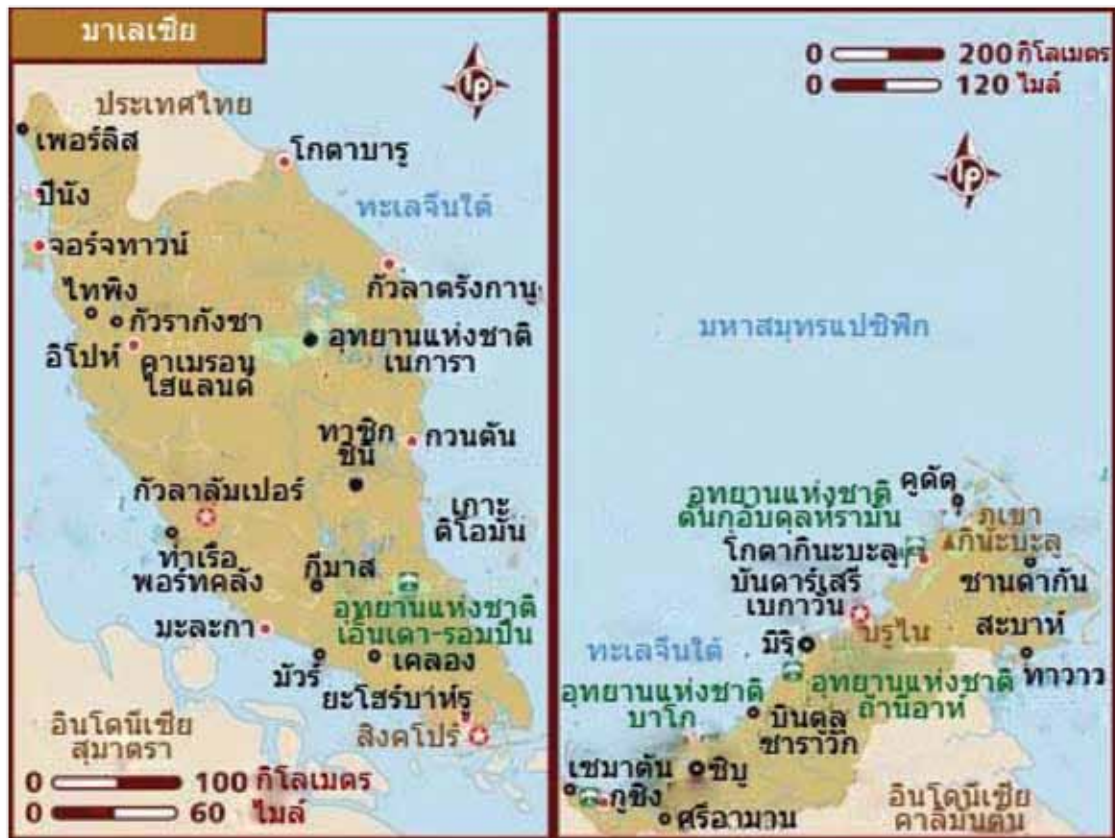 มาเลเซีย
ประเทศไทย
เพอร์ลิส
โกตาบารู
ปีนัง
ทะเลจีนใต้
จอร์จทาวน์
กัวลาตรังกานู
ไทพิง
กัวรากังซา
อุทยานแห่งชาติ
เนการา
อิโปห์
คาเมรอน
ไฮแลนด์
ทาซิก
ชินี
กวนตัน
กัวลาลัมเปอร์
เกาะ
ติโอมัน
ท่าเรือ
พอร์ทคลัง
กีมาส
อุทยานแห่งชาติ
เอ็นเดา-รอมปิน
มะละกา
มัวร์
เคลอง
ยะโฮร์บาห์รู
สิงคโปร์
อินโดนีเซีย
สุมาตรา
0 100 กิโลเมตร
0 60 ไมล์
0 200 กิโลเมตร
0 120 ไมล์
มหาสมุทรแปซิฟิก
คูดัต
อุทยานแห่งชาติ
ตันกูอับดุลห์รามัน
ภูเขา
กินะบะลู
โกตากินะบะลู
ซานดากัน
บันดาร์เสรี
เบกาวัน
บรูไน
สะบาห์
ทะเลจีนใต้
มิริ
ทาวาว
อุทยานแห่งชาติ
ถ้ำนีอาห์
อุทยานแห่งชาติ
บาโก
บินตูลู
ซาราวัก
เซมาตัน
ซิบู
กูชิง
ศรีอามาน
อินโดนีเซีย
คาลิมันตัน